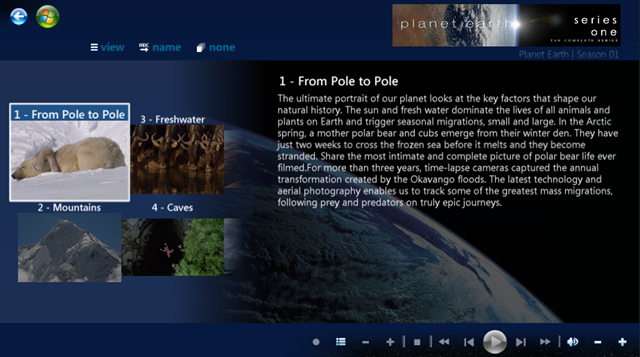 planet earth
series
one
THE COMPLETE SERIES
view
REC
name
none
Planet Earth | Season 01
1 - From Pole to Pole
3 - Freshwater
2 - Mountains
4 - Caves
1 - From Pole to Pole
The ultimate portrait of our planet looks at the key factors that shape our
natural history. The sun and fresh water dominate the lives of all animals and
plants on Earth and trigger seasonal migrations, small and large. In the Arctic
spring, a mother polar bear and cubs emerge from their winter den. They have
just two weeks to cross the frozen sea before it melts and they become
stranded. Share the most intimate and complete picture of polar bear life ever
filmed.For more than three years, time-lapse cameras captured the annual
transformation created by the Okavango floods. The latest technology and
aerial photography enables us to track some of the greatest mass migrations,
following prey and predators on truly epic journeys.